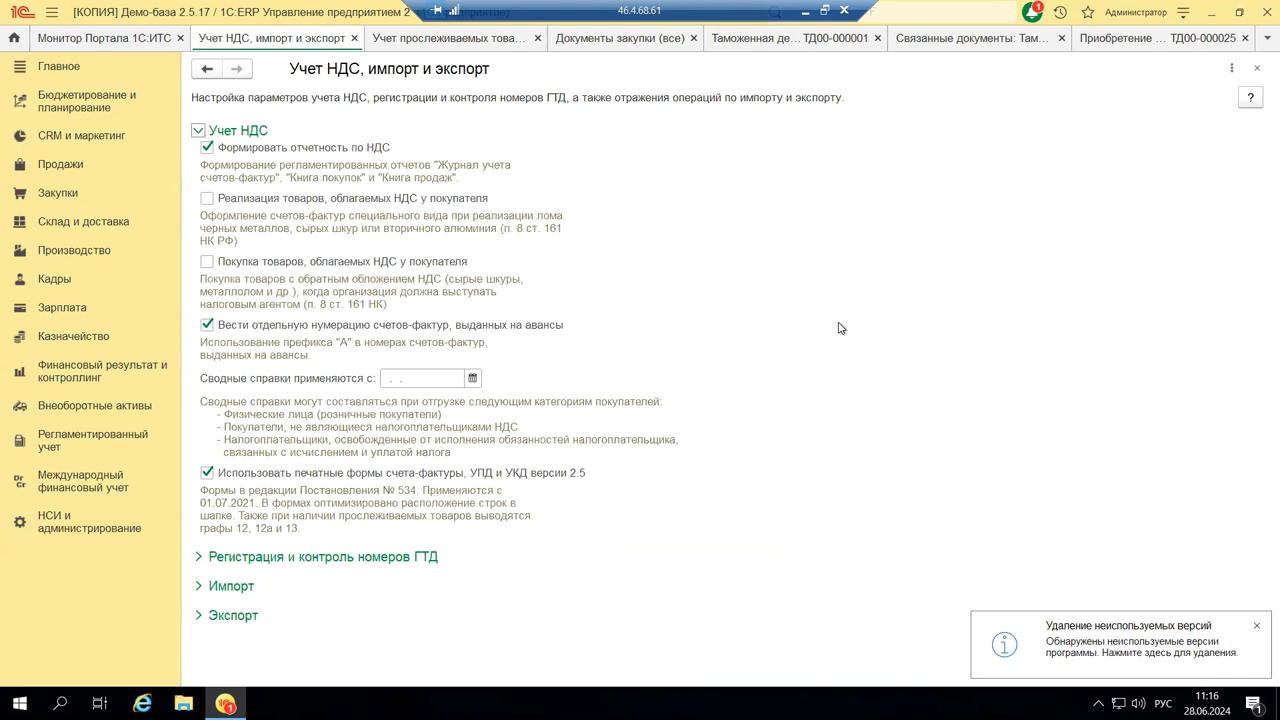 [КОПИЯ] Демо-база 2.5.17 / 1C:ERP Управление предприятием 2
46.4.68.61
1
Администратор
Монитор Портала 1С:ИТС ×
Учет НДС, импорт и экспорт ×
Учет прослеживаемых това... ×
Документы закупки (все) ×
Таможенная де... ТД00-000001 ×
Связанные документы: Там... ×
Приобретение ... ТД00-000025 ×
Главное
Бюджетирование и
планирование
CRM и маркетинг
Продажи
Закупки
Склад и доставка
Производство
Кадры
Зарплата
Казначейство
Финансовый результат и
контроллинг
Внеоборотные активы
Регламентированный
учет
Dr
Cr
Международный
финансовый учет
НСИ и
администрирование
Учет НДС, импорт и экспорт
Настройка параметров учета НДС, регистрации и контроля номеров ГТД, а также отражения операций по импорту и экспорту.
?
Учет НДС
Формировать отчетность по НДС
Формирование регламентированных отчетов "Журнал учета
счетов-фактур", "Книга покупок" и "Книга продаж".
Реализация товаров, облагаемых НДС у покупателя
Оформление счетов-фактур специального вида при реализации лома
черных металлов, сырых шкур или вторичного алюминия (п. 8 ст. 161
НК РФ)
Покупка товаров, облагаемых НДС у покупателя
Покупка товаров с обратным обложением НДС (сырые шкуры,
металлолом и др.), когда организация должна выступать
налоговым агентом (п. 8 ст. 161 НК)
Вести отдельную нумерацию счетов-фактур, выданных на авансы
Использование префикса "А" в номерах счетов-фактур,
выданных на авансы.
Сводные справки применяются с: . .
Сводные справки могут составляться при отгрузке следующим категориям покупателей:
- Физические лица (розничные покупатели)
- Покупатели, не являющиеся налогоплательщиками НДС
- Налогоплательщики, освобожденные от исполнения обязанностей налогоплательщика,
связанных с исчислением и уплатой налога
Использовать печатные формы счета-фактуры, УПД и УКД версии 2.5
Формы в редакции Постановления № 534. Применяются с
01.07.2021. В формах оптимизировано расположение строк в
шапке. Также при наличии прослеживаемых товаров выводятся
графы 12, 12а и 13.
Регистрация и контроль номеров ГТД
Импорт
Экспорт
Удаление неиспользуемых версий
Обнаружены неиспользуемые версии
программы. Нажмите здесь для удаления.
1
РУС
11:16
28.06.2024
1